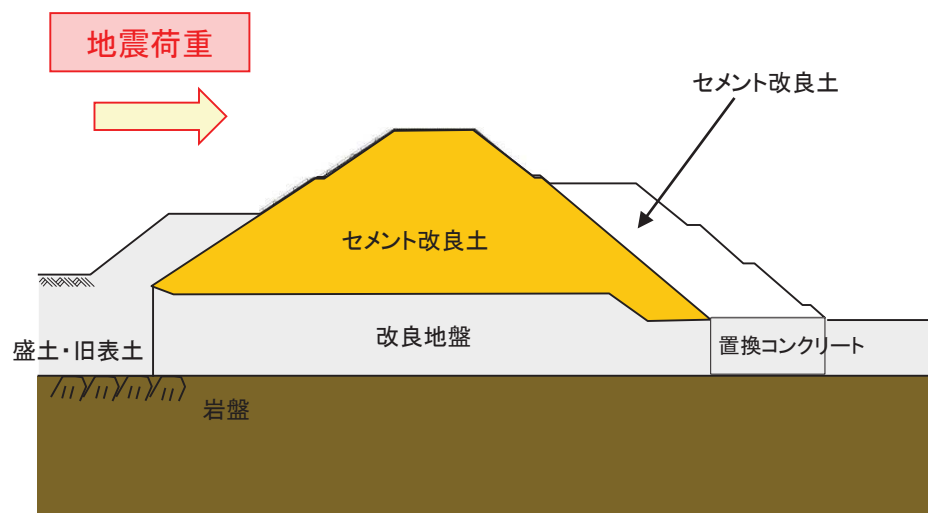 地震荷重
セメント改良土
セメント改良土
改良地盤
置換コンクリート
盛土・旧表土
岩盤